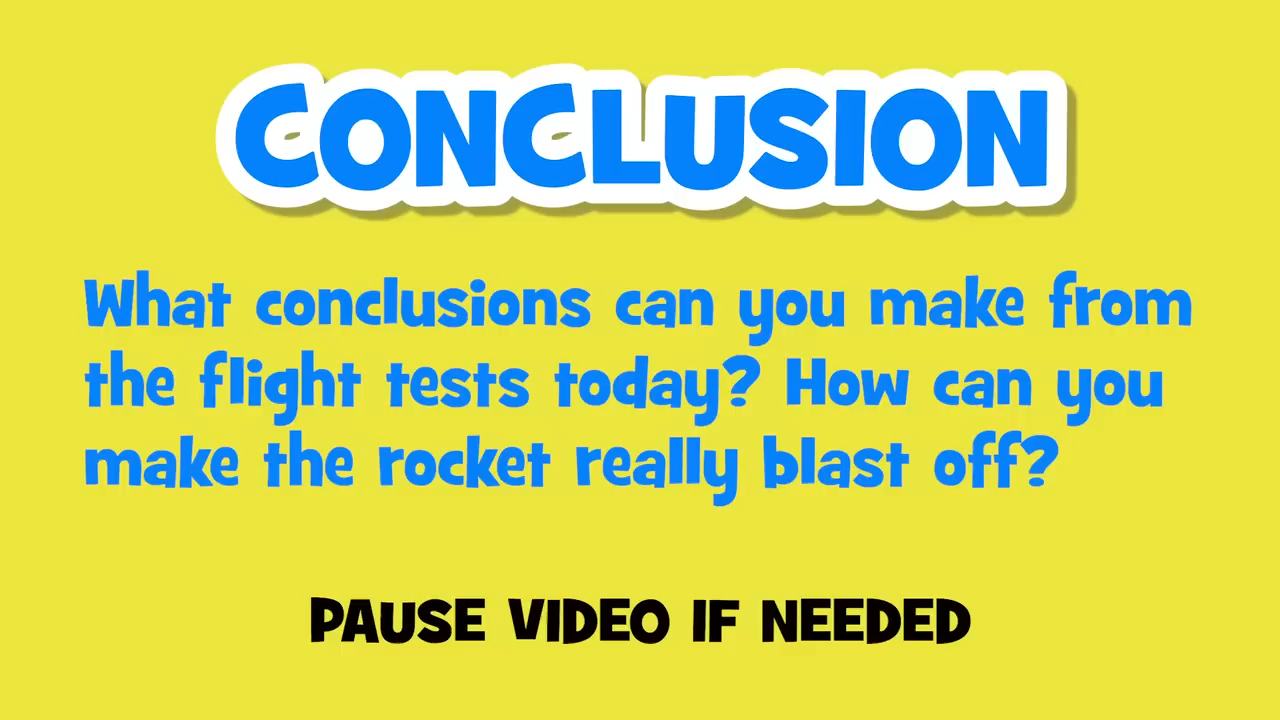 CONCLUSION
What conclusions can you make from
the flight tests today? How can you
make the rocket really blast off?
PAUSE VIDEO IF NEEDED